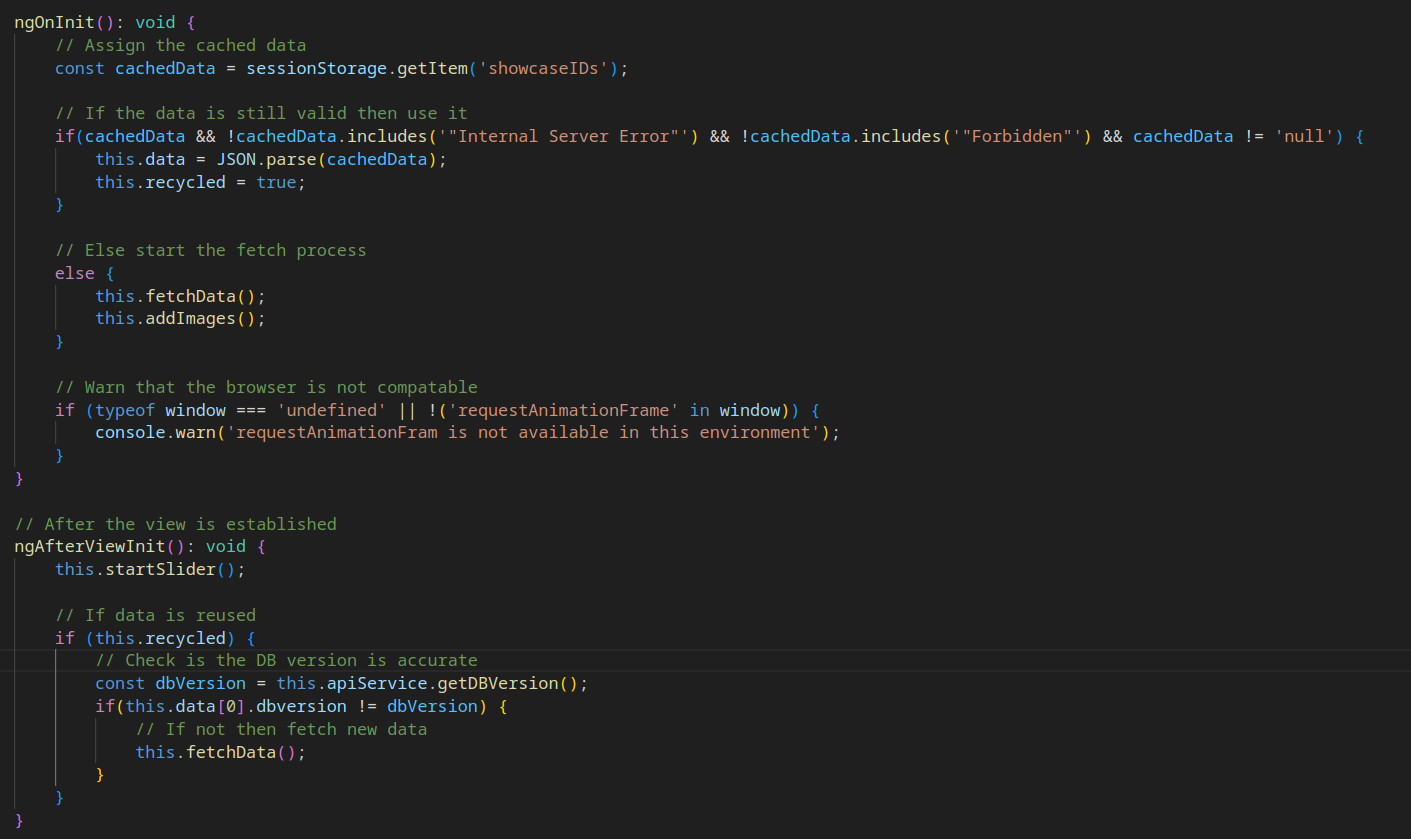 ngOnInit(): void {
    // Assign the cached data
    const cachedData = sessionStorage.getItem('showcaseIDs');

    // If the data is still valid then use it
    if(cachedData && !cachedData.includes('"Internal Server Error"') && !cachedData.includes('"Forbidden"') && cachedData != 'null') {
        this.data = JSON.parse(cachedData);
        this.recycled = true;
    }

    // Else start the fetch process
    else {
        this.fetchData();
        this.addImages();
    }

    // Warn that the browser is not compatable
    if (typeof window === 'undefined' || !('requestAnimationFrame' in window)) {
        console.warn('requestAnimationFram is not available in this environment');
    }
}

// After the view is established
ngAfterViewInit(): void {
    this.startSlider();

    // If data is reused
    if (this.recycled) {
        // Check is the DB version is accurate
        const dbVersion = this.apiService.getDBVersion();
        if(this.data[0].dbversion != dbVersion) {
            // If not then fetch new data
            this.fetchData();
        }
    }
}